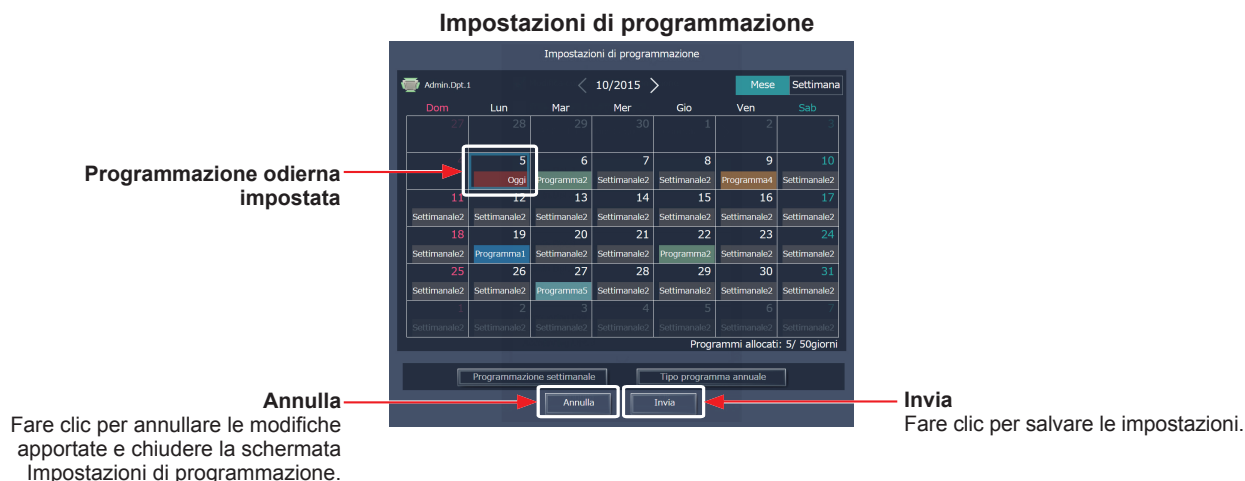 Impostazioni di programmazione
Impostazioni di programmazione
Admin.Dpt.1
10/2015
Mese Settimana
Dom Lun Mar Mer Gio Ven Sab
27 28 29 30 1 2 3
5 6 7 8 9 10
Oggi Programma2 Settimanale2 Settimanale2 Programma4 Settimanale2
11 12 13 14 15 16 17
Settimanale2 Settimanale2 Settimanale2 Settimanale2 Settimanale2 Settimanale2 Settimanale2
18 19 20 21 22 23 24
Settimanale2 Programma1 Settimanale2 Settimanale2 Programma2 Settimanale2 Settimanale2
25 26 27 28 29 30 31
Settimanale2 Settimanale2 Programma5 Settimanale2 Settimanale2 Settimanale2 Settimanale2
1 2 3 4 5 6 7
Settimanale2 Settimanale2 Settimanale2 Settimanale2 Settimanale2 Settimanale2 Settimanale2
Programmi allocati: 5/ 50giorni
Programmazione settimanale Tipo programma annuale
Annulla Invia
Programmazione odierna
impostata
Annulla
Fare clic per annullare le modifiche
apportate e chiudere la schermata
Impostazioni di programmazione.
Invia
Fare clic per salvare le impostazioni.